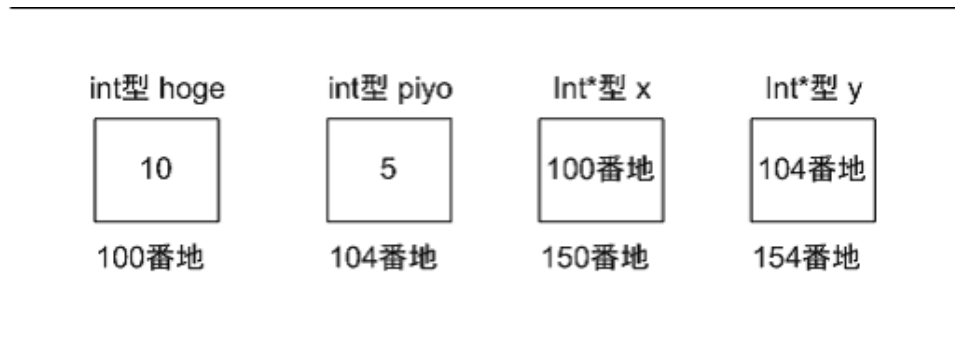 int型 hoge int型 piyo Int*型 x Int*型 y
10 5 100番地 104番地
100番地 104番地 150番地 154番地